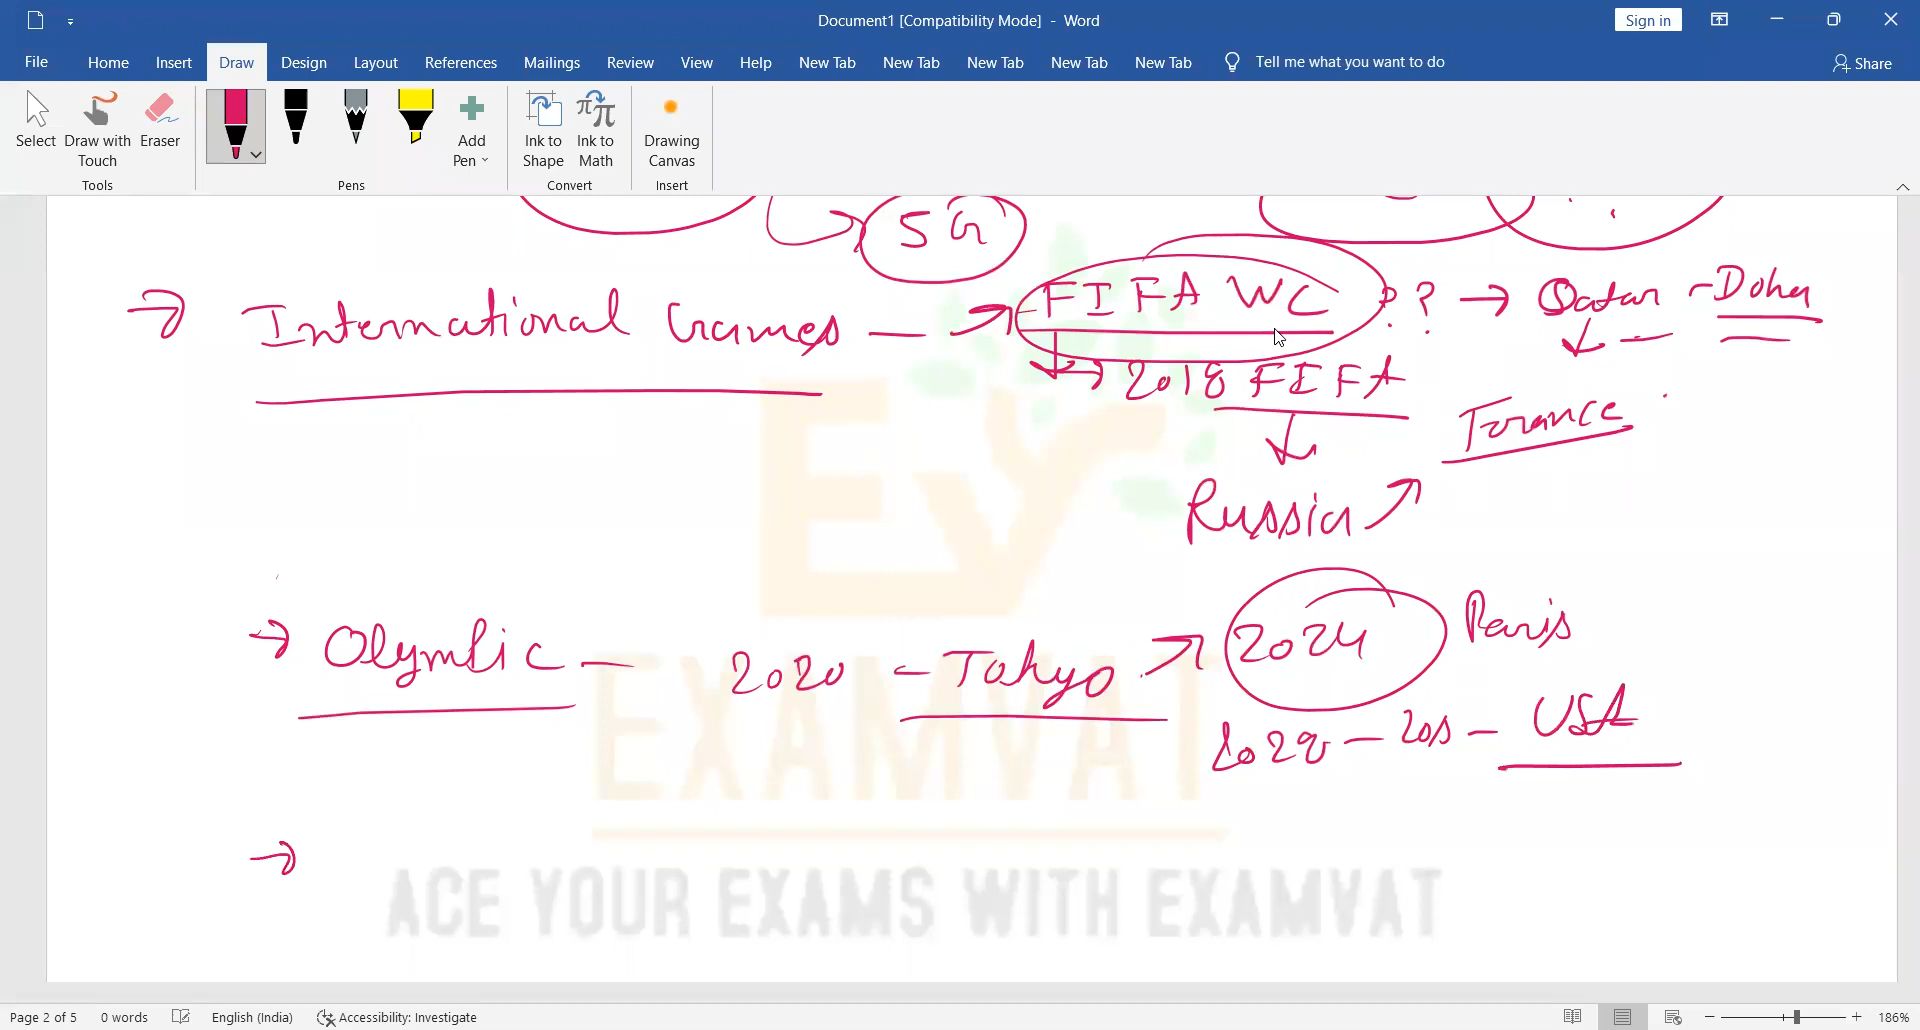 Document1 [Compatibility Mode] - Word
Sign in
File Home Insert Draw Design Layout References Mailings Review View Help New Tab New Tab New Tab New Tab New Tab Tell me what you want to do Share
Select Draw with Touch Eraser Add Pen Ink to Shape Ink to Math Drawing Canvas
Tools Pens Convert Insert
5G
→ International Games — → FIFA WC ?? → Qatar - Doha
→ 2018 FIFA
France
Russia
→ Olympic — 2020 - Tokyo → 2024 Paris
2028 - Los - USA
→
EV
EXAMVAT
ACE YOUR EXAMS WITH EXAMVAT
Page 2 of 5 0 words English (India) Accessibility: Investigate 186%